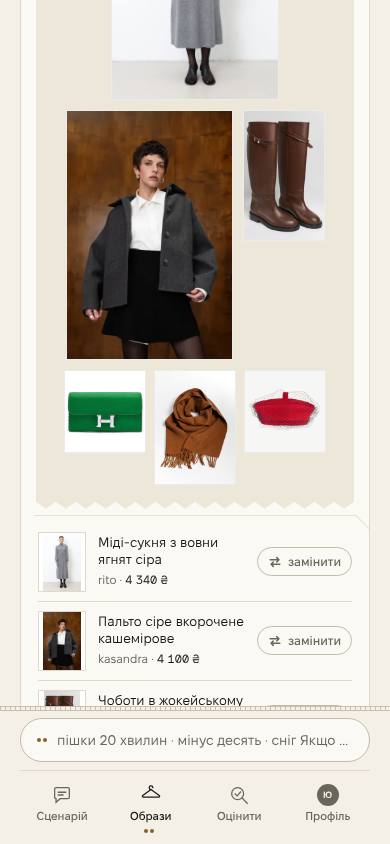 Міді-сукня з вовни
ягнят сіра
rito · 4 340 ₴
замінити
Пальто сіре вкорочене
кашемірове
kasandra · 4 100 ₴
замінити
Чоботи в жокейському
пішки 20 хвилин · мінус десять · сніг Якщо ...
Сценарій
Образи
Оцінити
Ю
Профіль